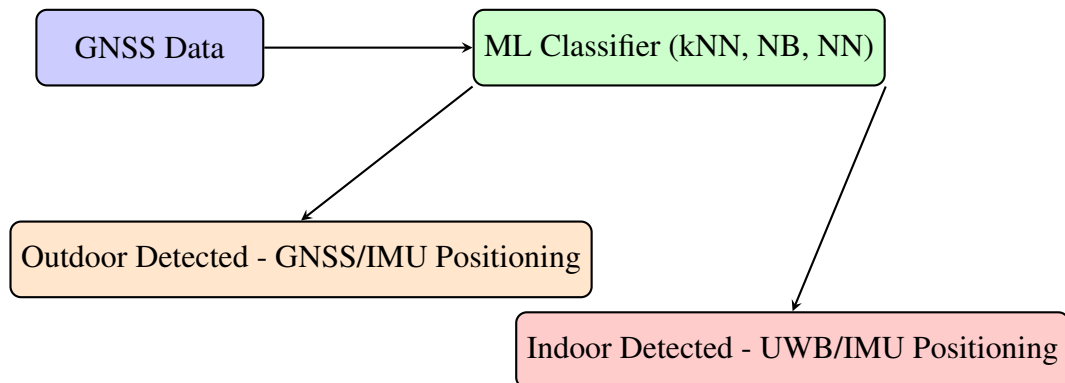 GNSS Data
ML Classifier (kNN, NB, NN)
Outdoor Detected - GNSS/IMU Positioning
Indoor Detected - UWB/IMU Positioning